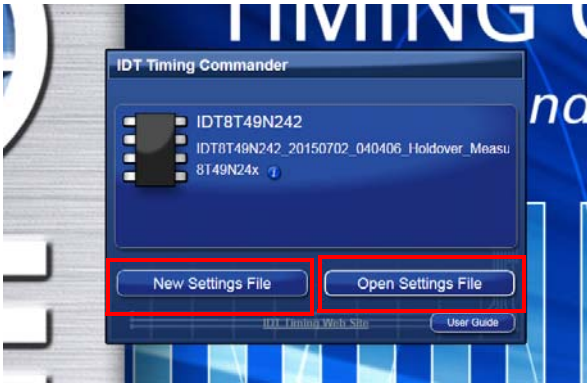 TIMING
IDT Timing Commander
IDT8T49N242
IDT8T49N242_20150702_040406_Holdover_Measu
8T49N24x
New Settings File
Open Settings File
IDT Timing Web Site
User Guide